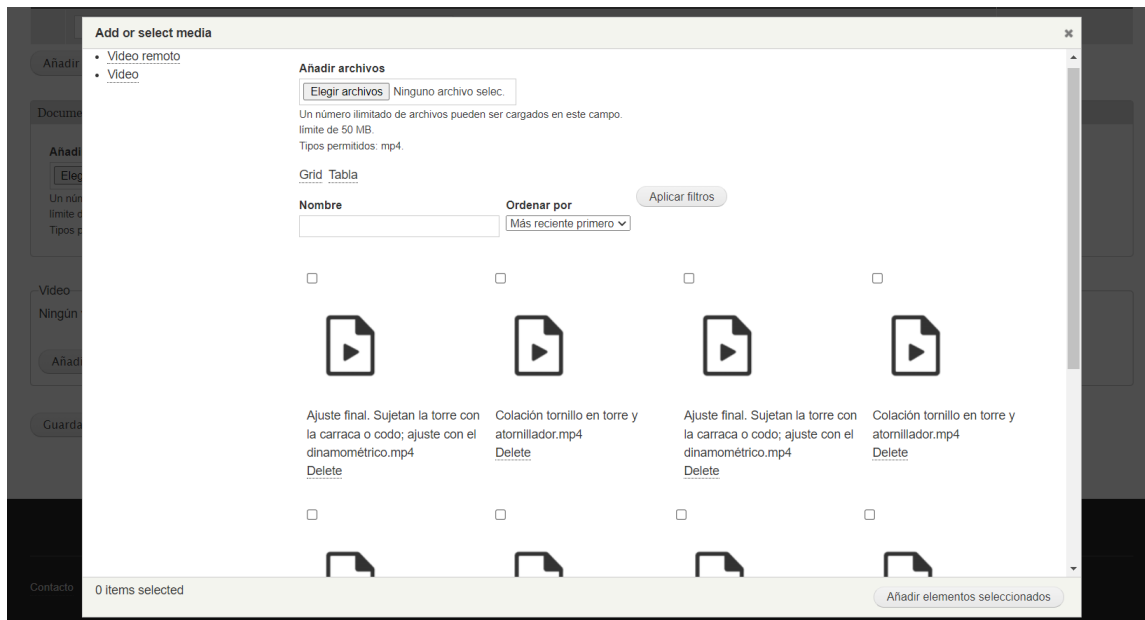 Add or select media
Video remoto
Video
Añadir archivos
Elegir archivos Ninguno archivo selec.
Un número ilimitado de archivos pueden ser cargados en este campo.
límite de 50 MB.
Tipos permitidos: mp4.
Grid Tabla
Nombre
Ordenar por
Aplicar filtros
Más reciente primero
Ajuste final. Sujetan la torre con
la carraca o codo; ajuste con el
dinamométrico.mp4
Delete
Colación tornillo en torre y
atornillador.mp4
Delete
Ajuste final. Sujetan la torre con
la carraca o codo; ajuste con el
dinamométrico.mp4
Delete
Colación tornillo en torre y
atornillador.mp4
Delete
0 items selected
Añadir elementos seleccionados
Añadir
Docume
Añadi
Eleg
Un núm
límite d
Tipos p
Video
Ningún
Añadi
Guarda
Contacto